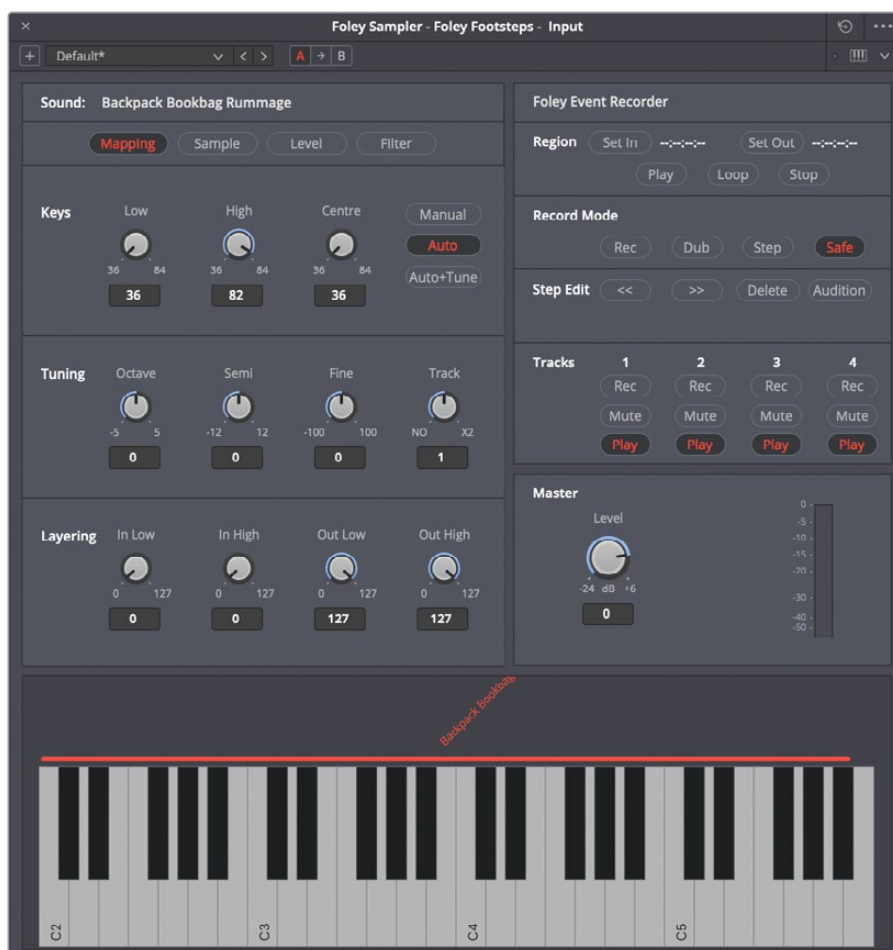 Foley Sampler - Foley Footsteps - Input
Default*
A
B
Sound: Backpack Bookbag Rummage
Mapping Sample Level Filter
Keys
Low High Centre
36 84 36 84 36 84
36 82 36
Manual
Auto
Auto+Tune
Tuning
Octave Semi Fine Track
-5 5 -12 12 -100 100 NO X2
0 0 0 1
Layering
In Low In High Out Low Out High
0 127 0 127 0 127 0 127
0 0 127 127
Foley Event Recorder
Region Set In --:--:--:-- Set Out --:--:--:--
Play Loop Stop
Record Mode
Rec Dub Step Safe
Step Edit << >> Delete Audition
Tracks 1 2 3 4
Rec Rec Rec Rec
Mute Mute Mute Mute
Play Play Play Play
Master
Level
-24 dB +6
0
0
-5
-10
-15
-20
-30
-40
-50
Backpack Bookbag
C2 C3 C4 C5